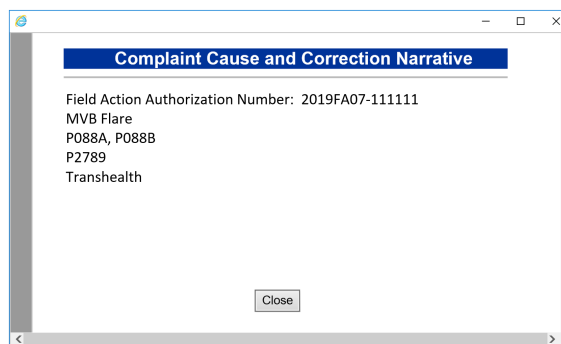 Complaint Cause and Correction Narrative
Field Action Authorization Number:  2019FA07-111111
MVB Flare
P088A, P088B
P2789
Transhealth
Close